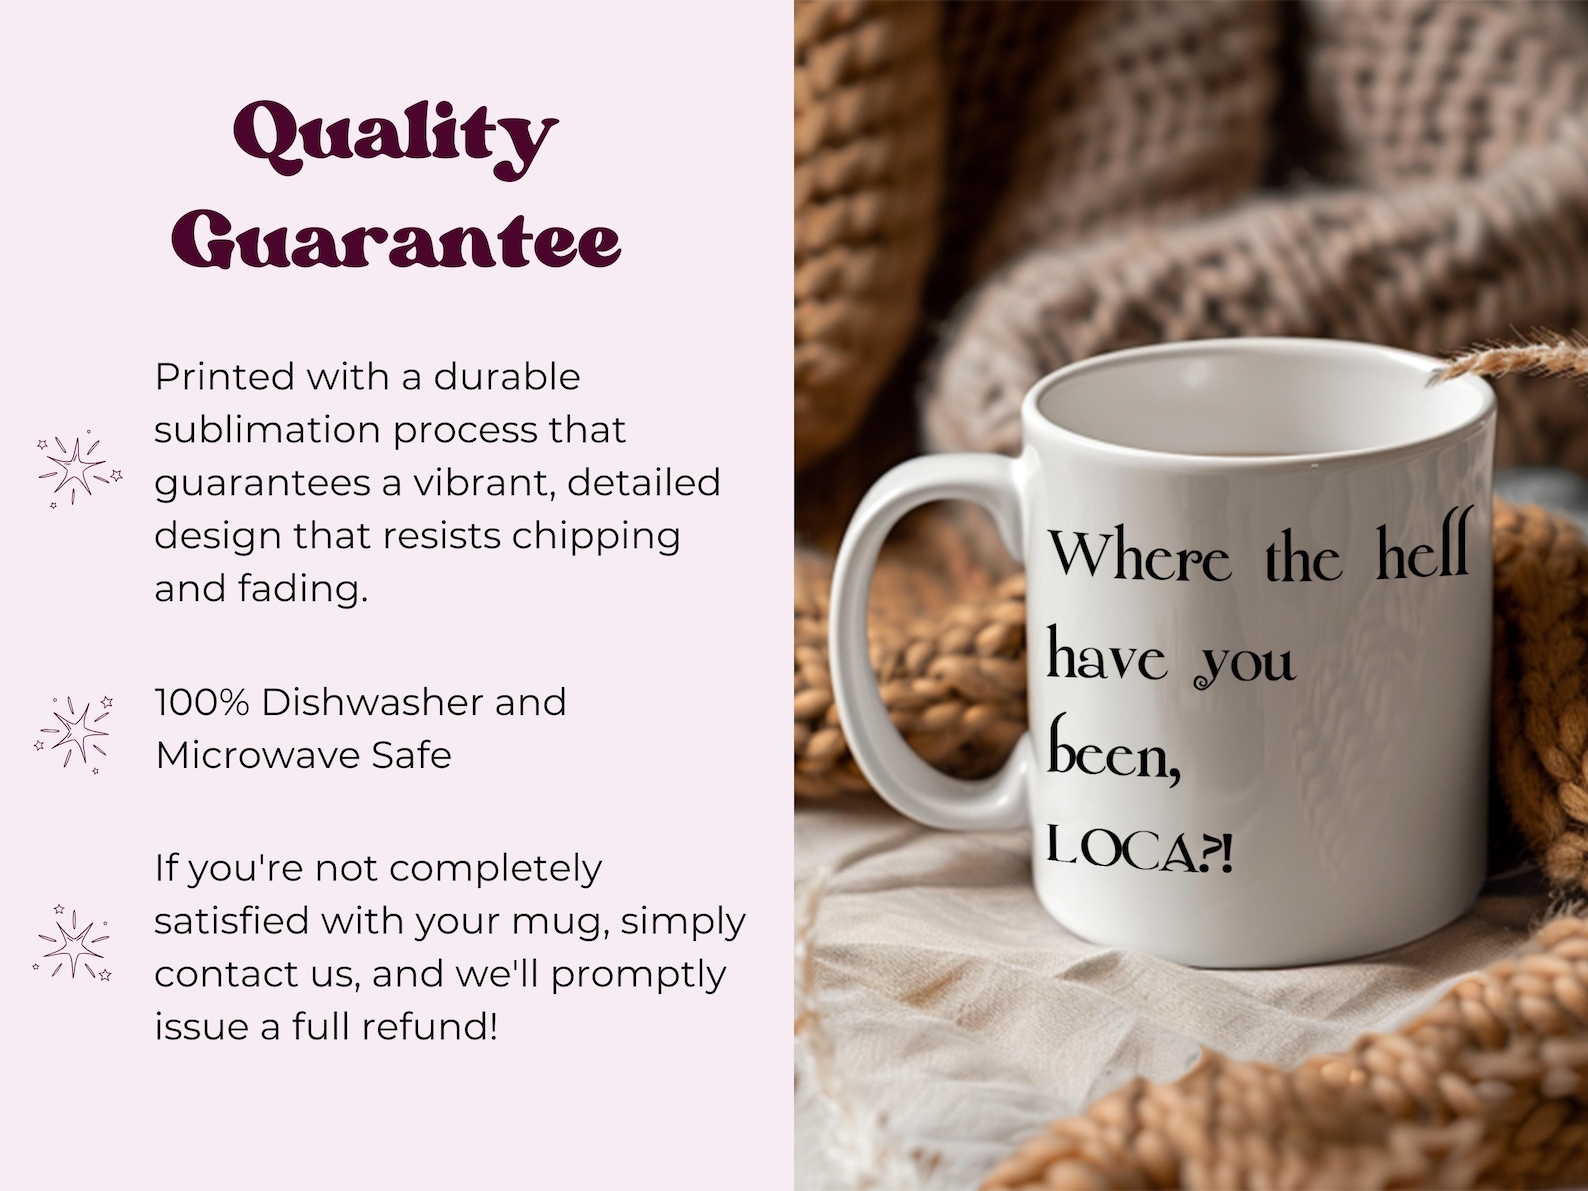 Quality
Guarantee
Printed with a durable
sublimation process that
guarantees a vibrant, detailed
design that resists chipping
and fading.
100% Dishwasher and
Microwave Safe
If you're not completely
satisfied with your mug, simply
contact us, and we'll promptly
issue a full refund!
Where the hell
have you
been,
LOCA?!